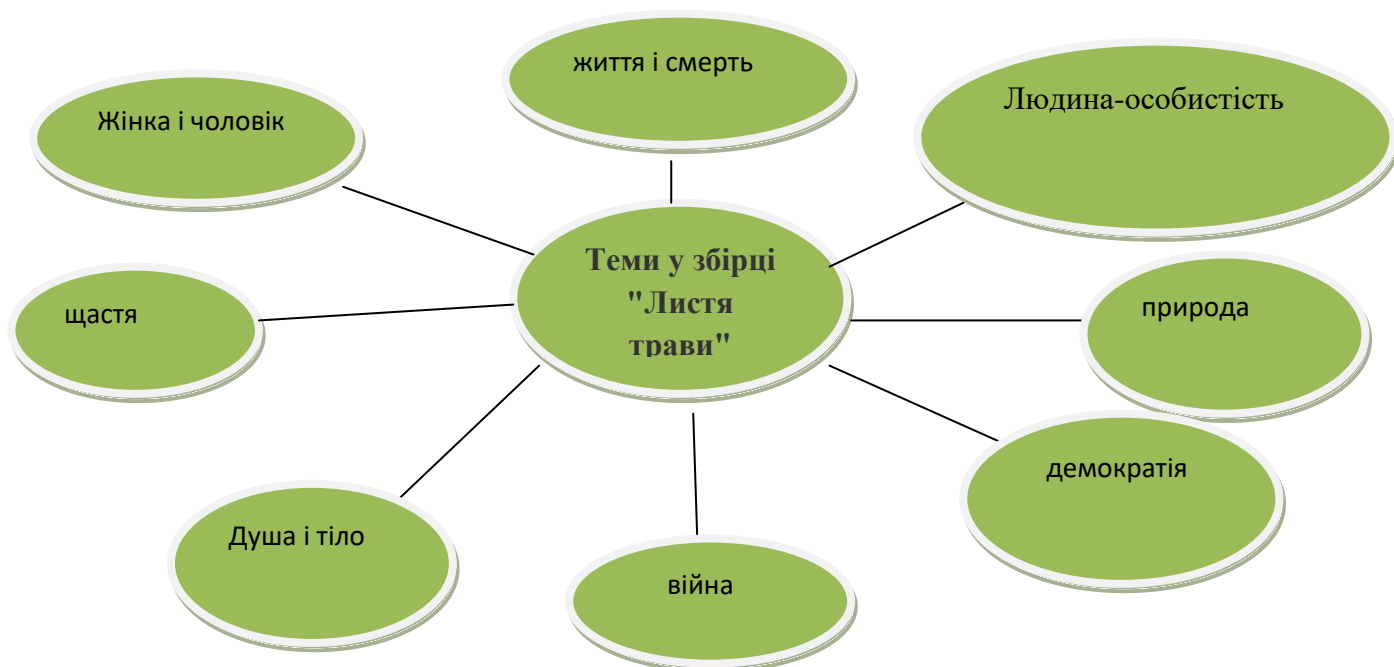 життя і смерть
Людина-особистість
Жінка і чоловік
Теми у збірці
"Листя
трави"
щастя
природа
демократія
Душа і тіло
війна